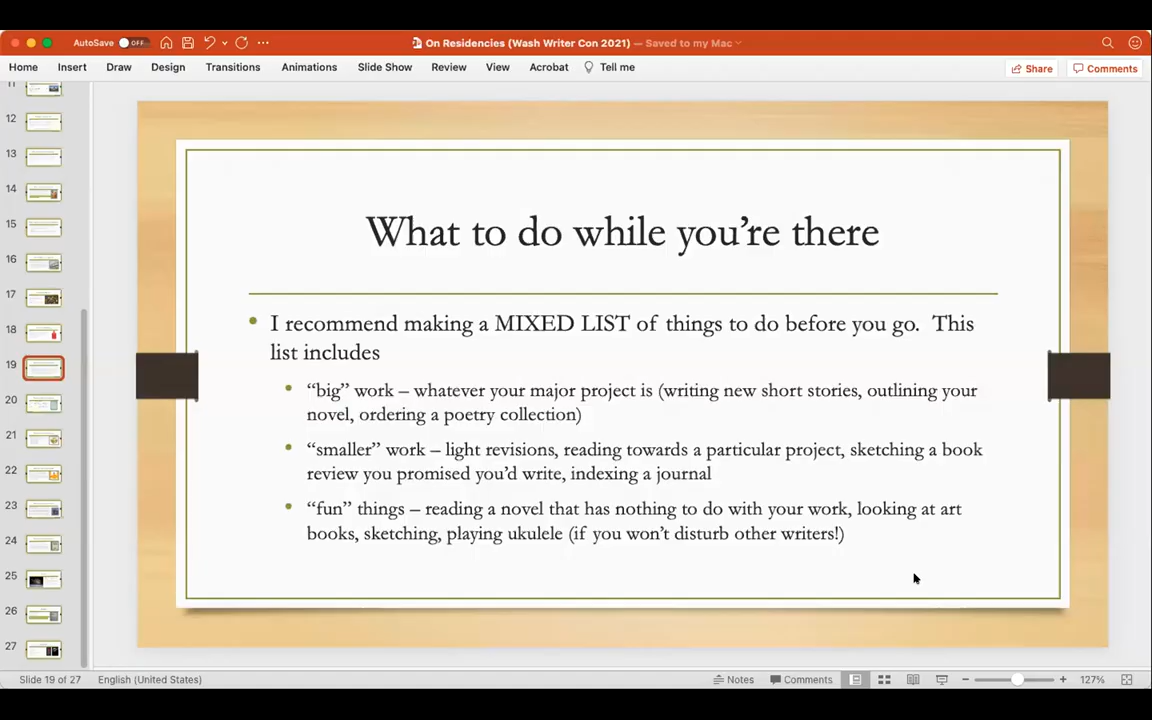 AutoSave OFF
On Residencies (Wash Writer Con 2021) — Saved to my Mac
Home Insert Draw Design Transitions Animations Slide Show Review View Acrobat Tell me
Share Comments
11
12
13
14
15
16
17
18
19
20
21
22
23
24
25
26
27
What to do while you're there
• I recommend making a MIXED LIST of things to do before you go. This
list includes
• “big” work – whatever your major project is (writing new short stories, outlining your
novel, ordering a poetry collection)
• “smaller” work – light revisions, reading towards a particular project, sketching a book
review you promised you'd write, indexing a journal
• “fun” things – reading a novel that has nothing to do with your work, looking at art
books, sketching, playing ukulele (if you won't disturb other writers!)
Slide 19 of 27 English (United States)
Notes Comments 127%